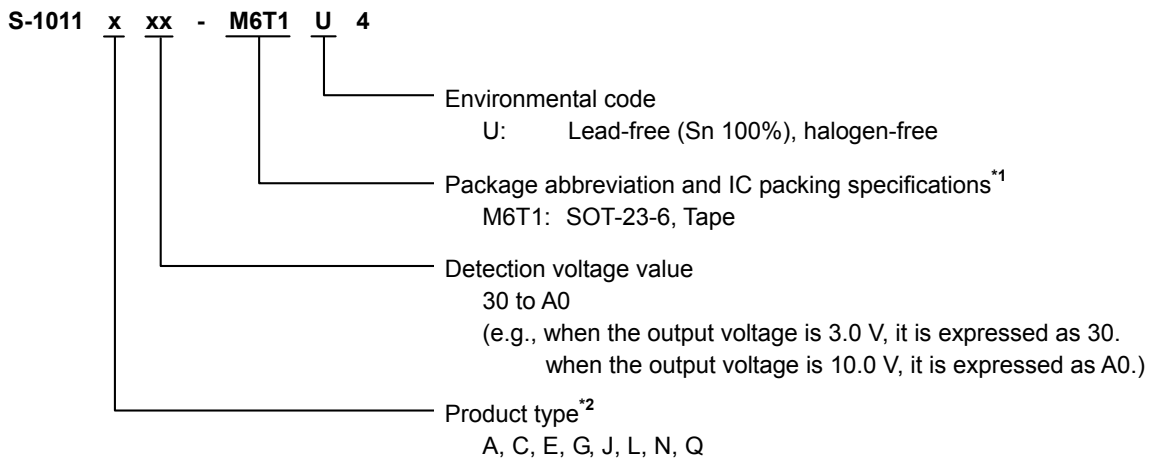 S-1011 x xx - M6T1 U 4
Environmental code
U: Lead-free (Sn 100%), halogen-free
Package abbreviation and IC packing specifications*1
M6T1: SOT-23-6, Tape
Detection voltage value
30 to A0
(e.g., when the output voltage is 3.0 V, it is expressed as 30.
when the output voltage is 10.0 V, it is expressed as A0.)
Product type*2
A, C, E, G, J, L, N, Q